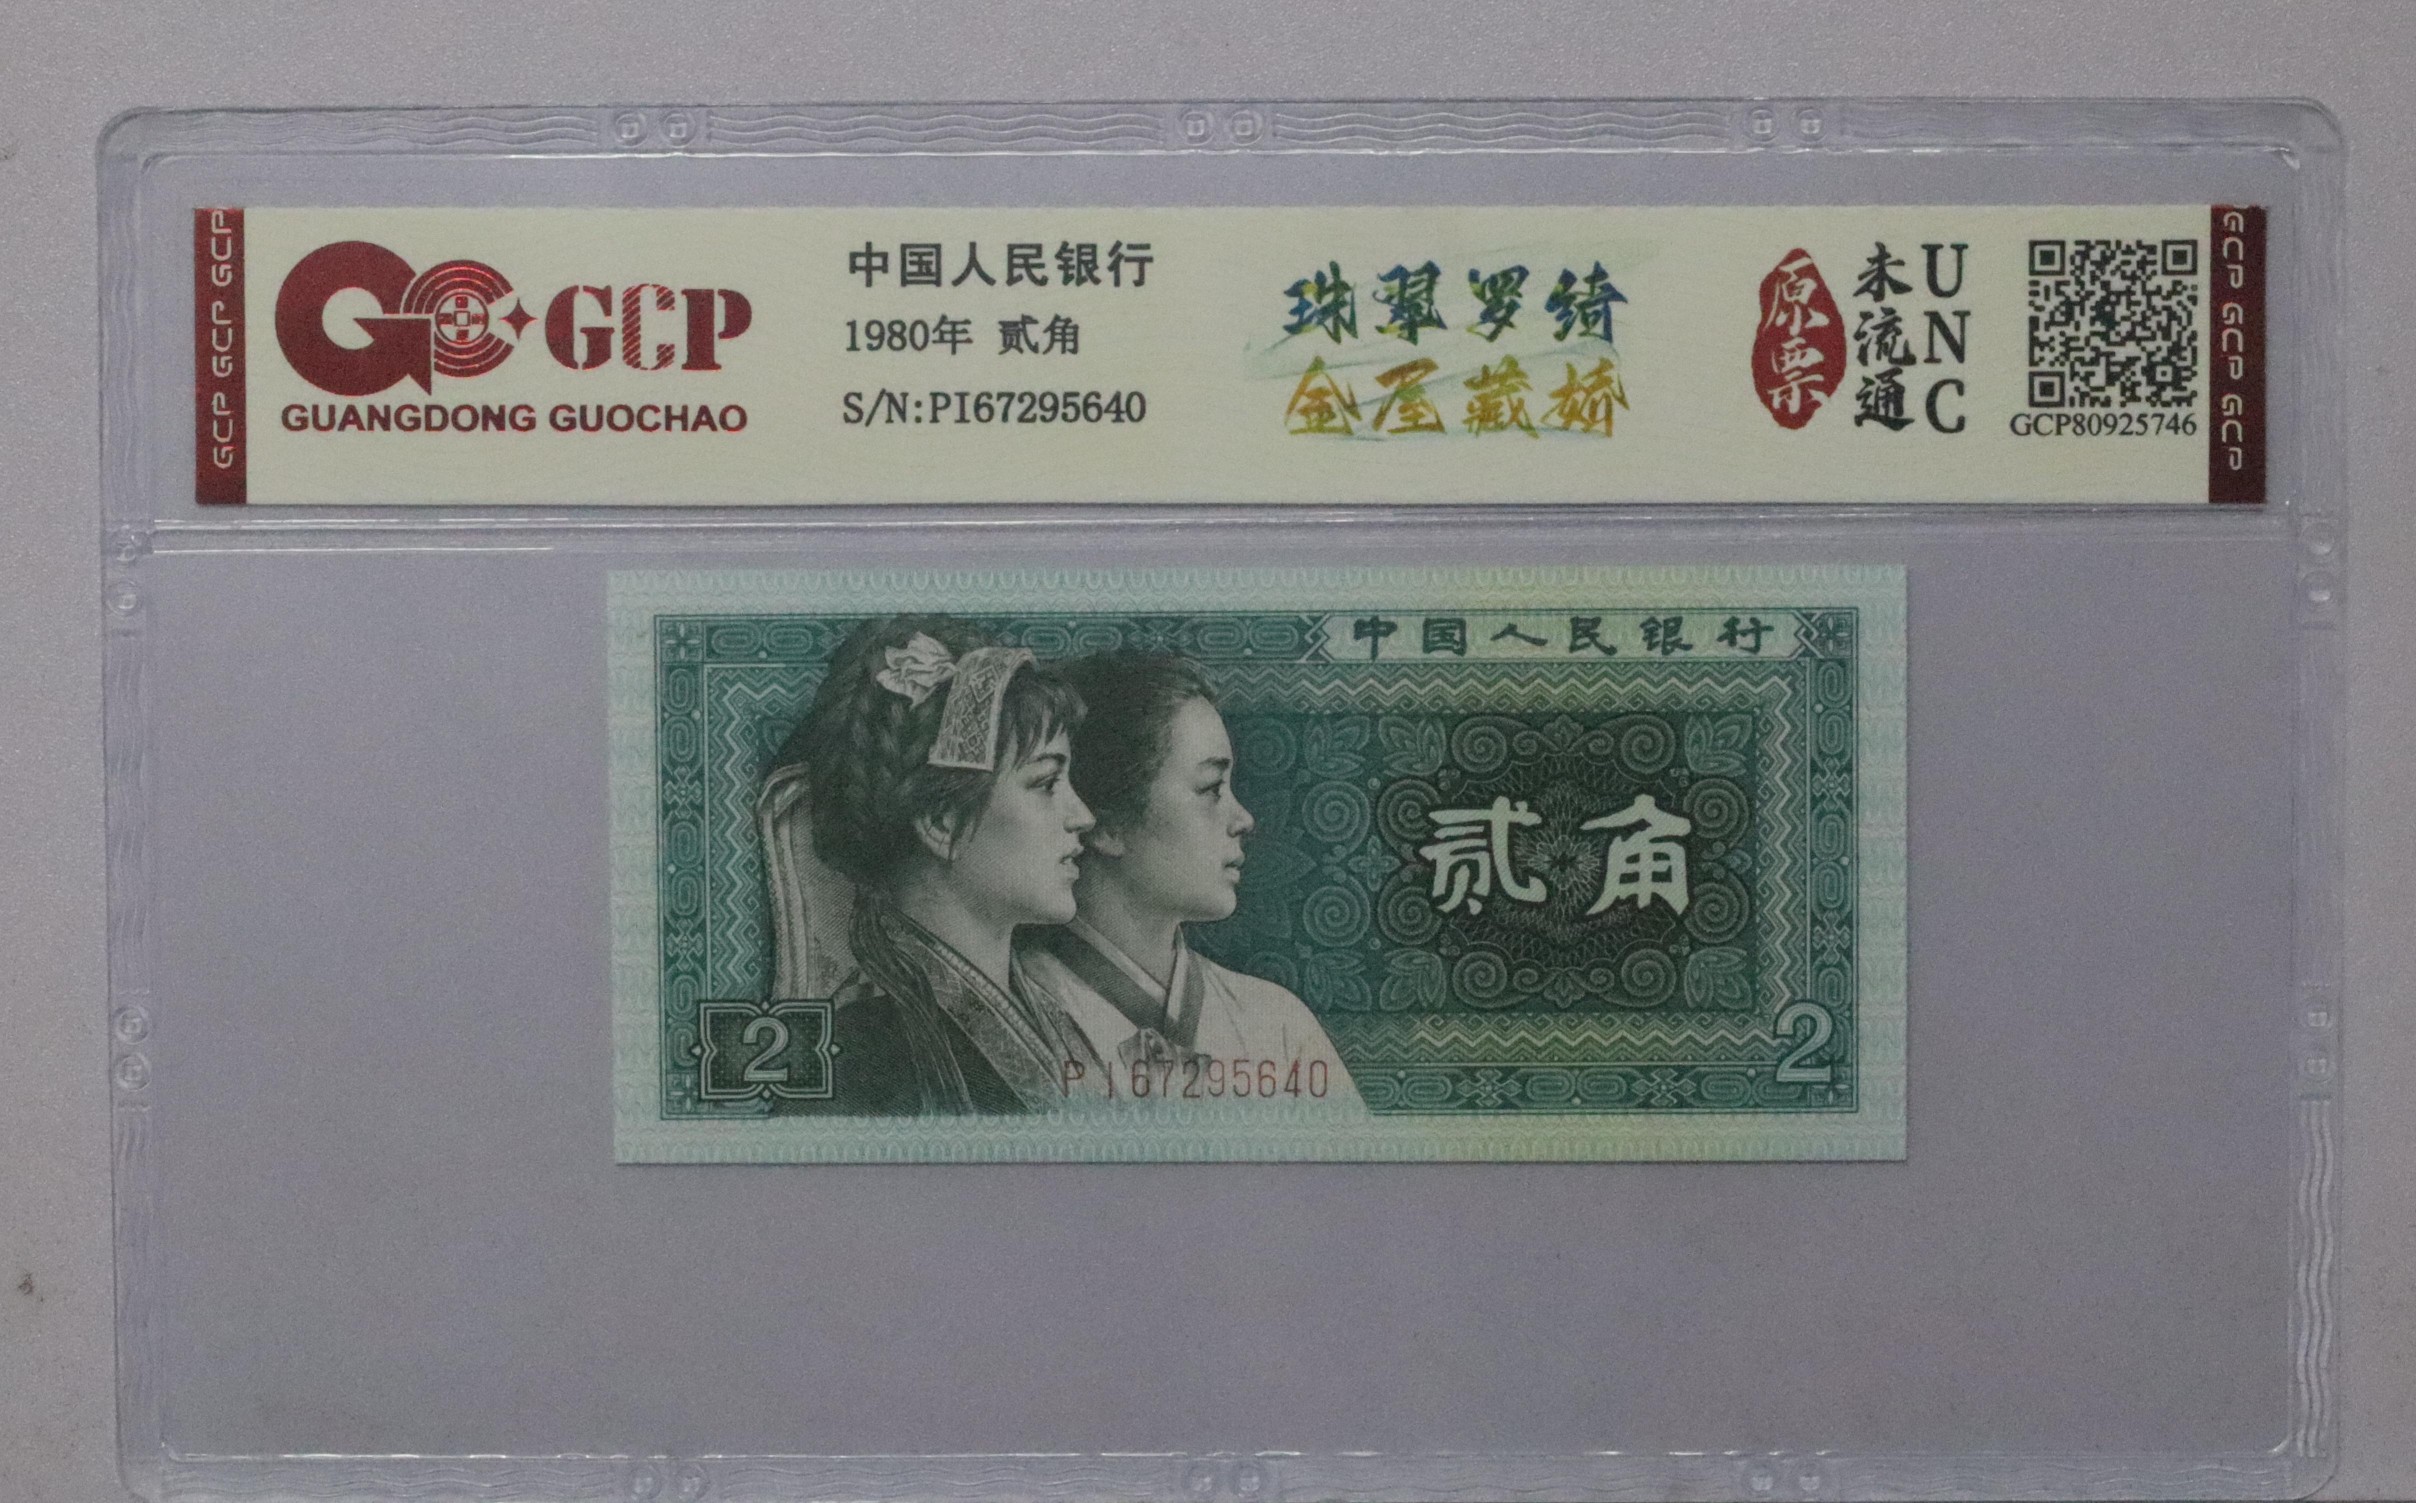 GCP GCP GCP
GCP
GUANGDONG GUOCHAO
中国人民银行
1980年 贰角
S/N:PI67295640
珠翠罗绮
金屋藏娇
原票
未流通
UNC
GCP80925746
GCP GCP GCP
中国人民银行
贰角
2
PI67295640
2